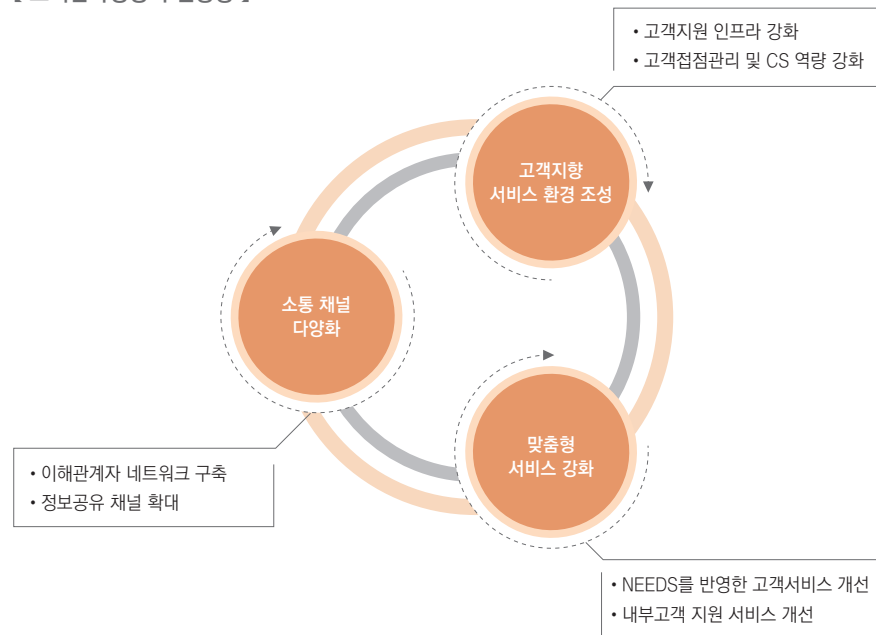 • 고객지원 인프라 강화
• 고객접점관리 및 CS 역량 강화
고객지향
서비스 환경 조성
소통 채널
다양화
맞춤형
서비스 강화
• 이해관계자 네트워크 구축
• 정보공유 채널 확대
• NEEDS를 반영한 고객서비스 개선
• 내부고객 지원 서비스 개선